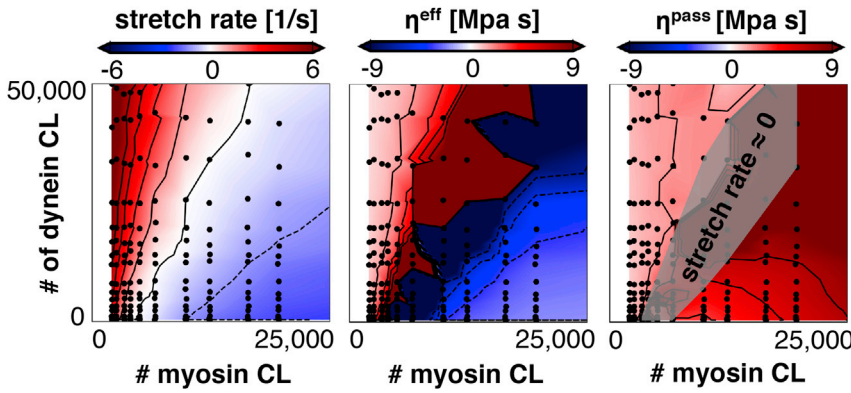 stretch rate [1/s]
ηeff [Mpa s]
ηpass [Mpa s]
-6 0 6
-9 0 9
-9 0 9
50,000
0
# of dynein CL
stretch rate ≈ 0
0 25,000
0 25,000
0 25,000
# myosin CL
# myosin CL
# myosin CL